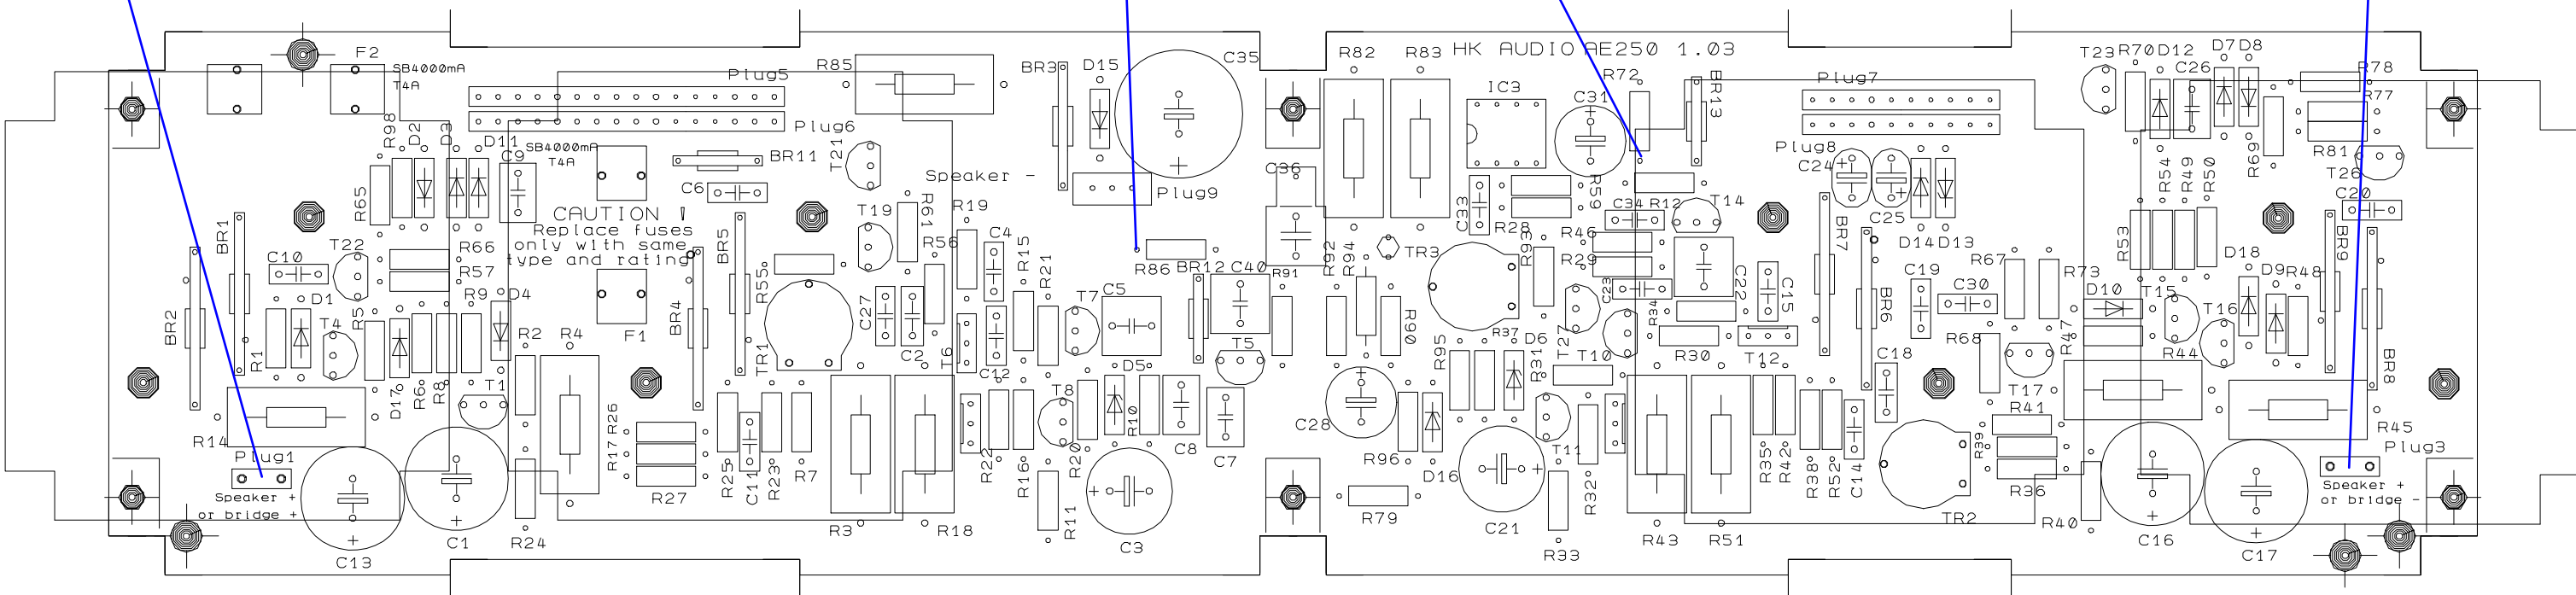 F2
SB4000mA
T4A
Plug5
R85
BR3
D15
C35
R82
R83
HK AUDIO AE250 1.03
IC3
C31
R72
BR13
Plug7
T23
R70
D12
D7
D8
C26
R78
R77
R98
D2
D3
D11
C9
SB4000mA
T4A
Plug6
BR11
T21
C6
Speaker -
Plug9
C36
Plug8
C24
R81
T26
R69
C20
R65
CAUTION !
Replace fuses
only with same
type and rating
R61
R19
T19
R56
C4
R15
R21
R86
BR12
C40
R91
R92
R94
TR3
C33
R28
R93
R59
C34
R12
T14
R46
R29
C23
R34
C22
C15
BR7
C25
D14
D13
R54
R49
R50
R53
BR1
C10
T22
R66
R57
BR5
R55
BR2
D1
T4
R5
R9
D4
R2
R4
F1
BR4
TR1
C27
C2
T6
C12
T7
C5
T5
R90
R37
D6
R31
T27
T10
R30
T12
BR6
C19
C30
R67
R73
D10
T15
T16
D18
D9
R48
BR9
R1
D17
R6
R8
T1
R95
C18
R68
T17
R47
R44
BR8
R14
Plug1
Speaker +
or bridge +
R26
R17
R27
R25
C11
R23
R7
R22
R16
T8
R20
D5
R10
C8
C7
C28
R96
D16
T11
R32
R35
R42
R38
R52
C14
R41
R39
R36
R45
Plug3
Speaker +
or bridge -
C13
C1
R24
R3
R18
R11
C3
R79
C21
R33
R43
R51
TR2
R40
C16
C17